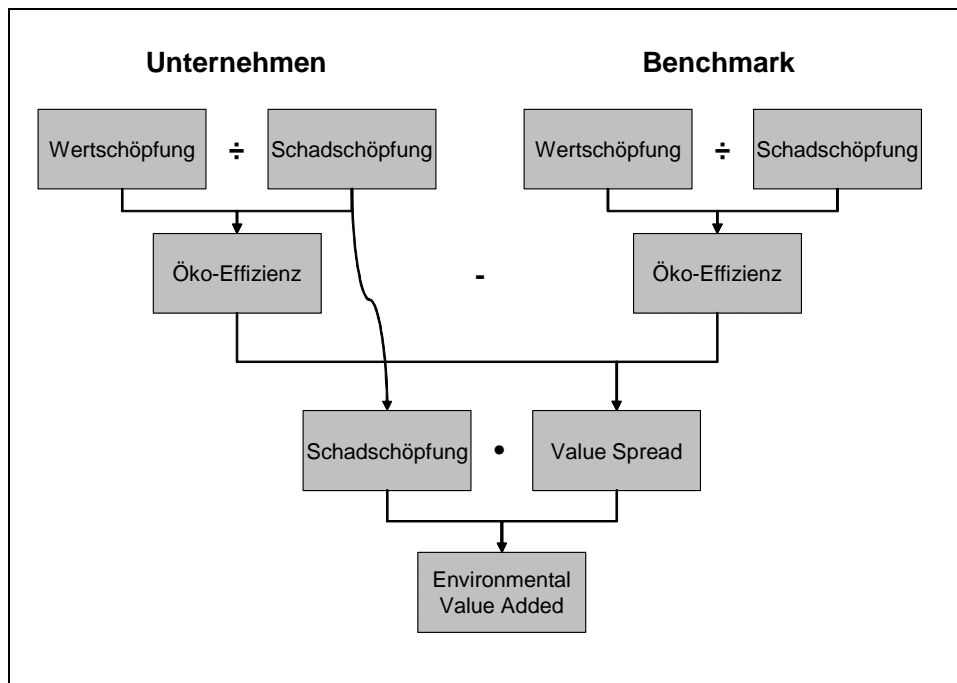 Unternehmen
Benchmark
Wertschöpfung ÷ Schadschöpfung
Wertschöpfung ÷ Schadschöpfung
Öko-Effizienz - Öko-Effizienz
Schadschöpfung • Value Spread
Environmental
Value Added